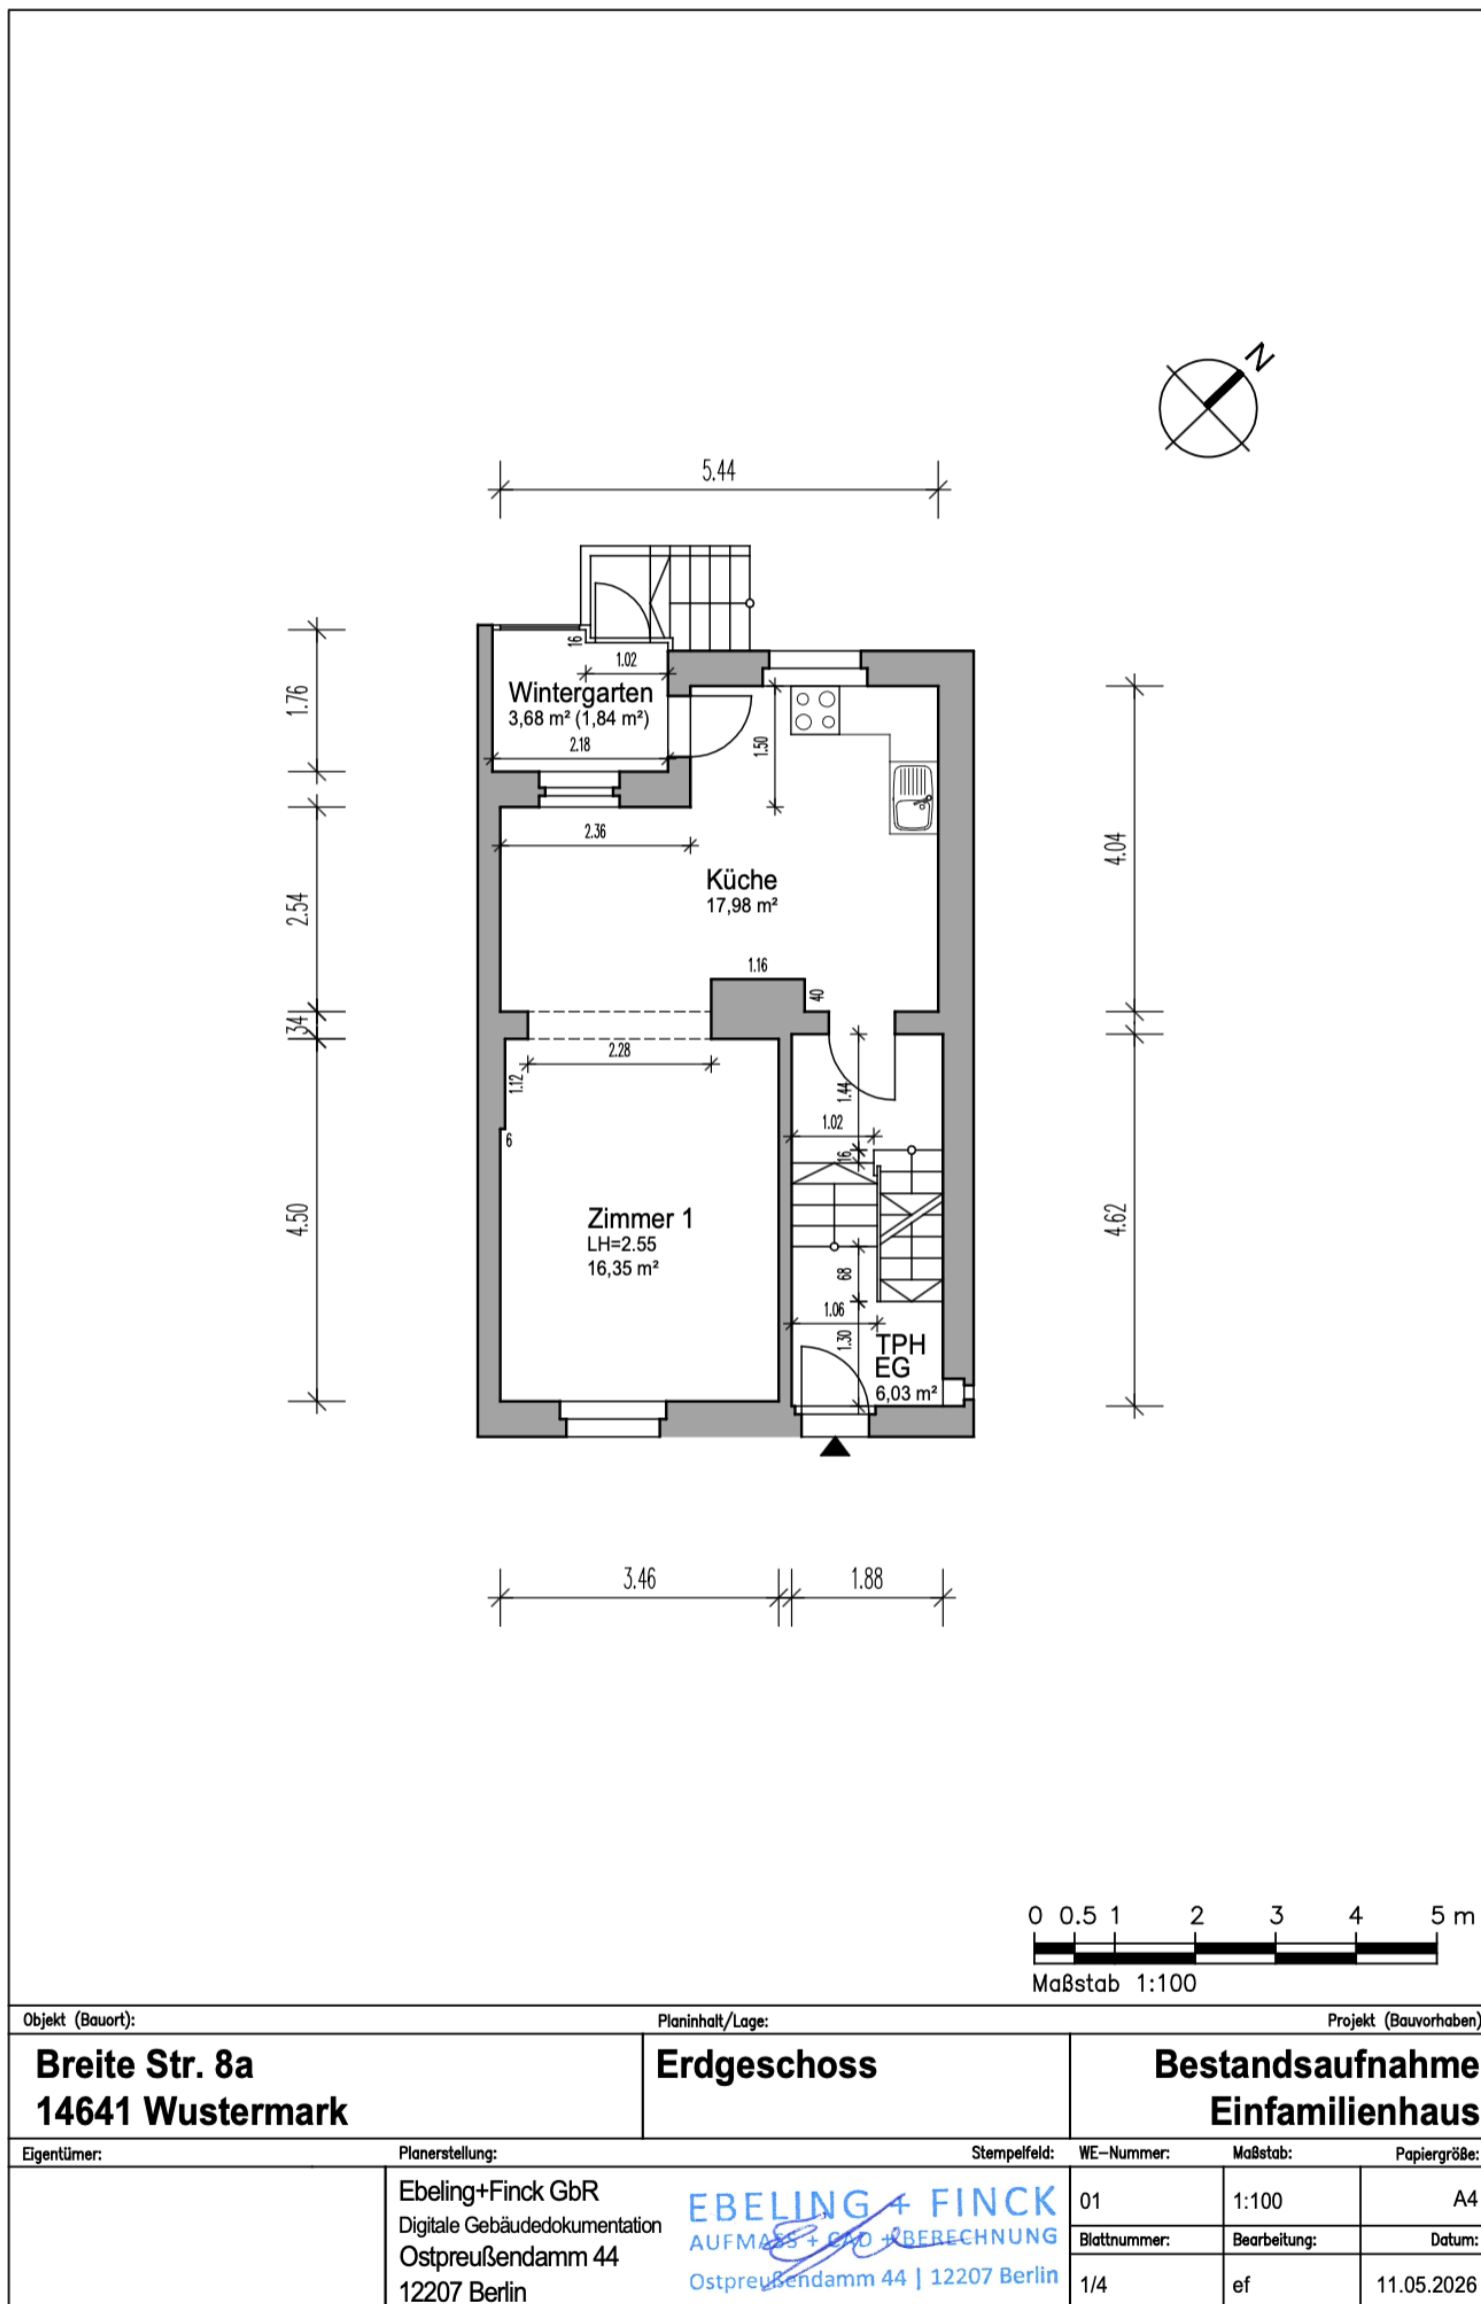 N
5.44
16
1.02
Wintergarten
3,68 m² (1,84 m²)
2.18
1.76
1.50
2.36
2.54
4.04
Küche
17,98 m²
1.16
40
34
2.28
1.12
6
1.44
1.02
16
Zimmer 1
LH=2.55
16,35 m²
4.50
4.62
68
1.06
1.30
TPH
EG
6,03 m²
3.46
1.88
0 0.5 1 2 3 4 5 m
Maßstab 1:100
Objekt (Bauort):
Planinhalt/Lage:
Projekt (Bauvorhaben)
Breite Str. 8a
14641 Wustermark
Erdgeschoss
Bestandsaufnahme
Einfamilienhaus
Eigentümer:
Planerstellung:
Stempelfeld:
WE-Nummer:
Maßstab:
Papiergröße:
Ebeling+Finck GbR
Digitale Gebäudedokumentation
Ostpreußendamm 44
12207 Berlin
EBELING + FINCK
AUFMASS + CAD + BERECHNUNG
Ostpreußendamm 44 | 12207 Berlin
01
1:100
A4
Blattnummer:
Bearbeitung:
Datum:
1/4
ef
11.05.2026